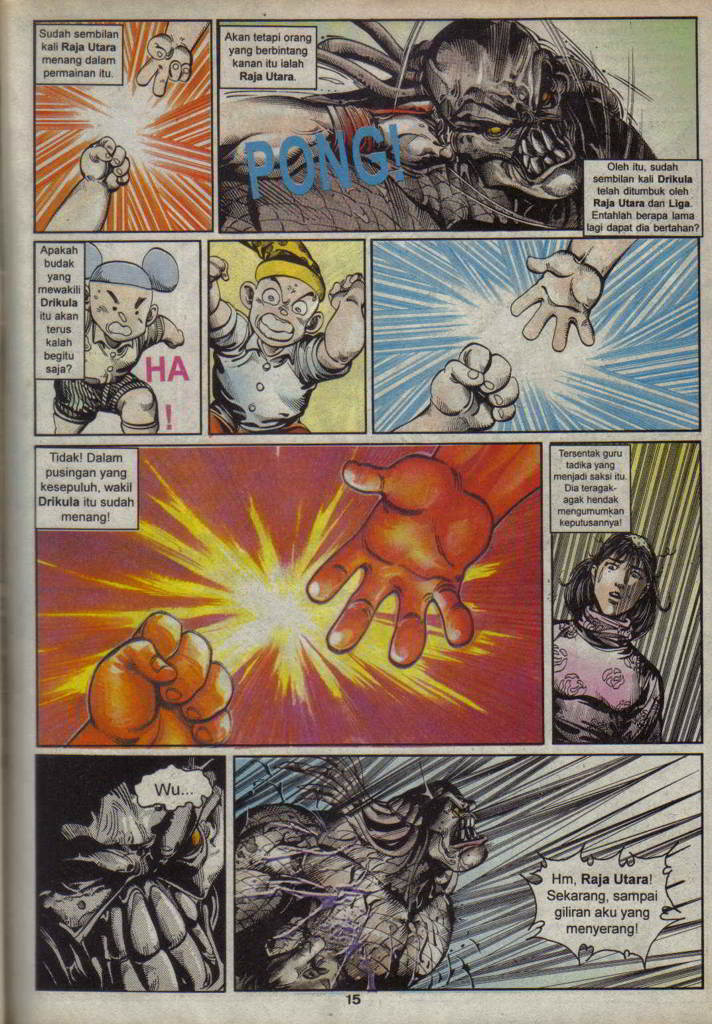 Sudah sembilan
kali Raja Utara
menang dalam
permainan itu.
Akan tetapi orang
yang berbintang
kanan itu ialah
Raja Utara.
PONG!
Oleh itu, sudah
sembilan kali Drikula
telah ditumbuk oleh
Raja Utara dan Liga.
Entahlah berapa lama
lagi dapat dia bertahan?
Apakah
budak
yang
mewakili
Drikula
itu akan
terus
kalah
begitu
saja?
HA
!
Tidak! Dalam
pusingan yang
kesepuluh, wakil
Drikula itu sudah
menang!
Tersentak guru
tadika yang
menjadi saksi itu.
Dia teragak-
agak hendak
mengumumkan
keputusannya!
Wu...
Hm, Raja Utara!
Sekarang, sampai
giliran aku yang
menyerang!
15